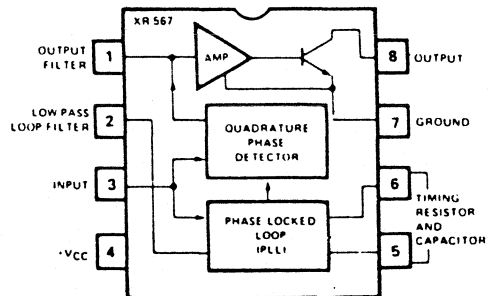 XR 567
OUTPUT
FILTER
1
AMP
8
OUTPUT
LOW PASS
LOOP FILTER
2
QUADRATURE
PHASE
DETECTOR
7
GROUND
INPUT
3
6
TIMING
RESISTOR
AND
CAPACITOR
PHASE LOCKED
LOOP
(PLL)
+VCC
4
5